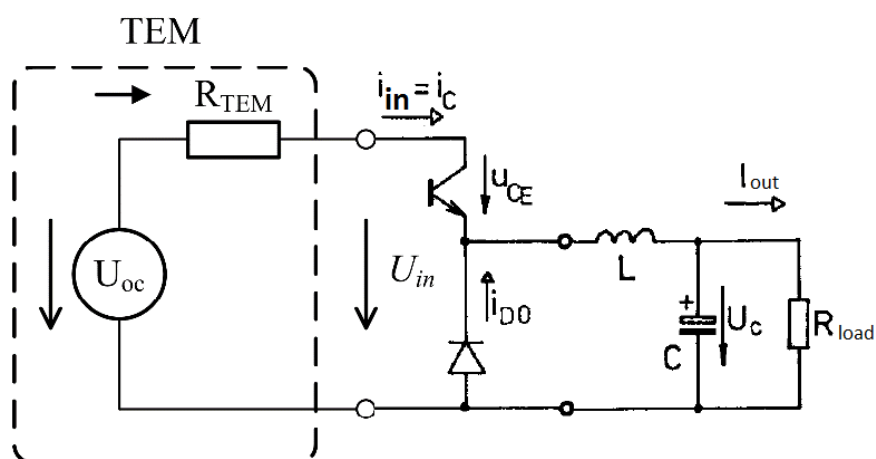 TEM
R_TEM
i_in = i_C
U_oc
U_in
u_CE
i_D0
L
I_out
+
C
U_C
R_load